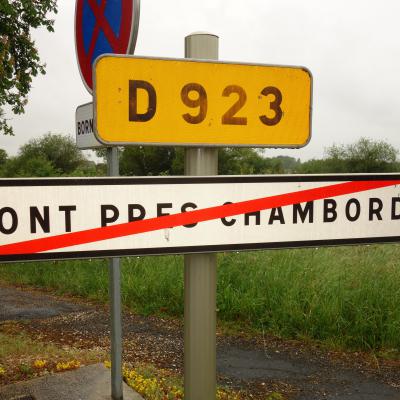 D 923
BORN
ONT PRES CHAMBORD